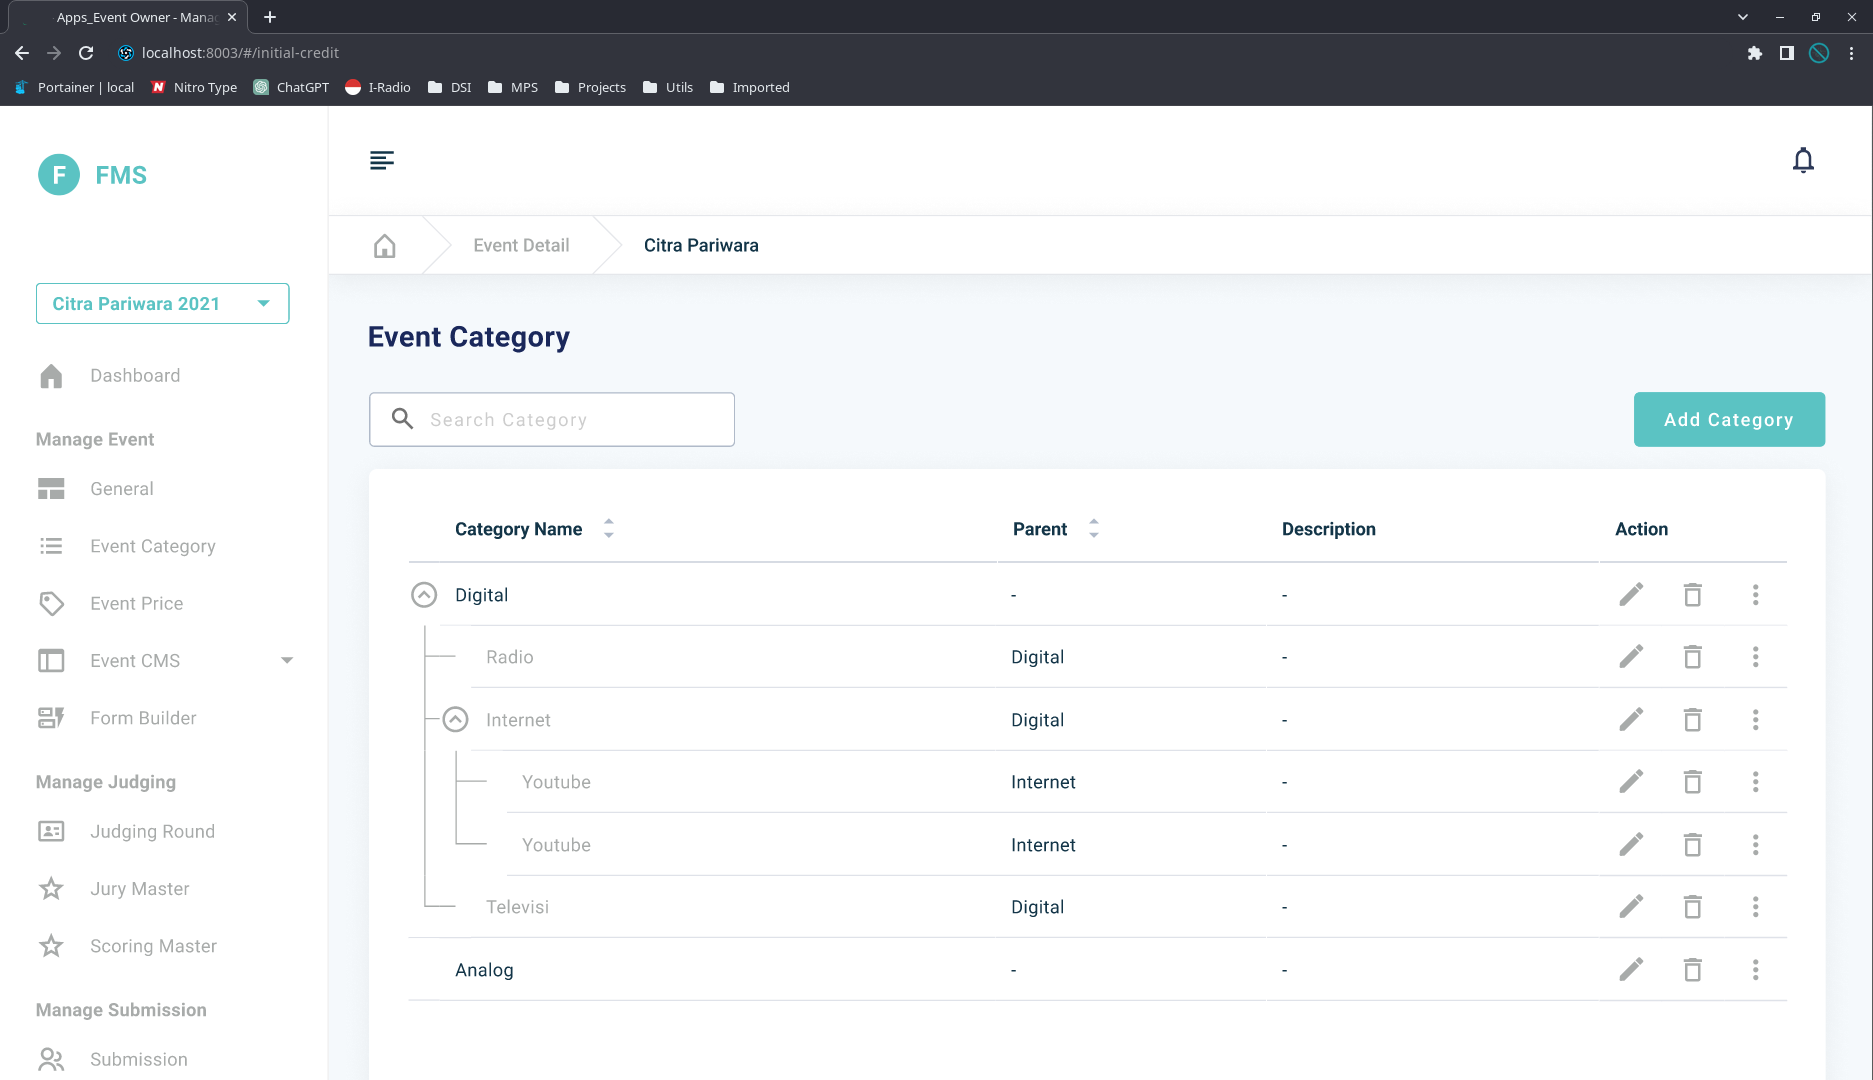 Apps_Event Owner - Mana
localhost:8003/#/initial-credit
Portainer | local
Nitro Type
ChatGPT
I-Radio
DSI
MPS
Projects
Utils
Imported
F FMS
Citra Pariwara 2021
Dashboard
Manage Event
General
Event Category
Event Price
Event CMS
Form Builder
Manage Judging
Judging Round
Jury Master
Scoring Master
Manage Submission
Submission
Event Detail
Citra Pariwara
Event Category
Search Category
Add Category
Category Name Parent Description Action
Digital - -
Radio Digital -
Internet Digital -
Youtube Internet -
Youtube Internet -
Televisi Digital -
Analog - -